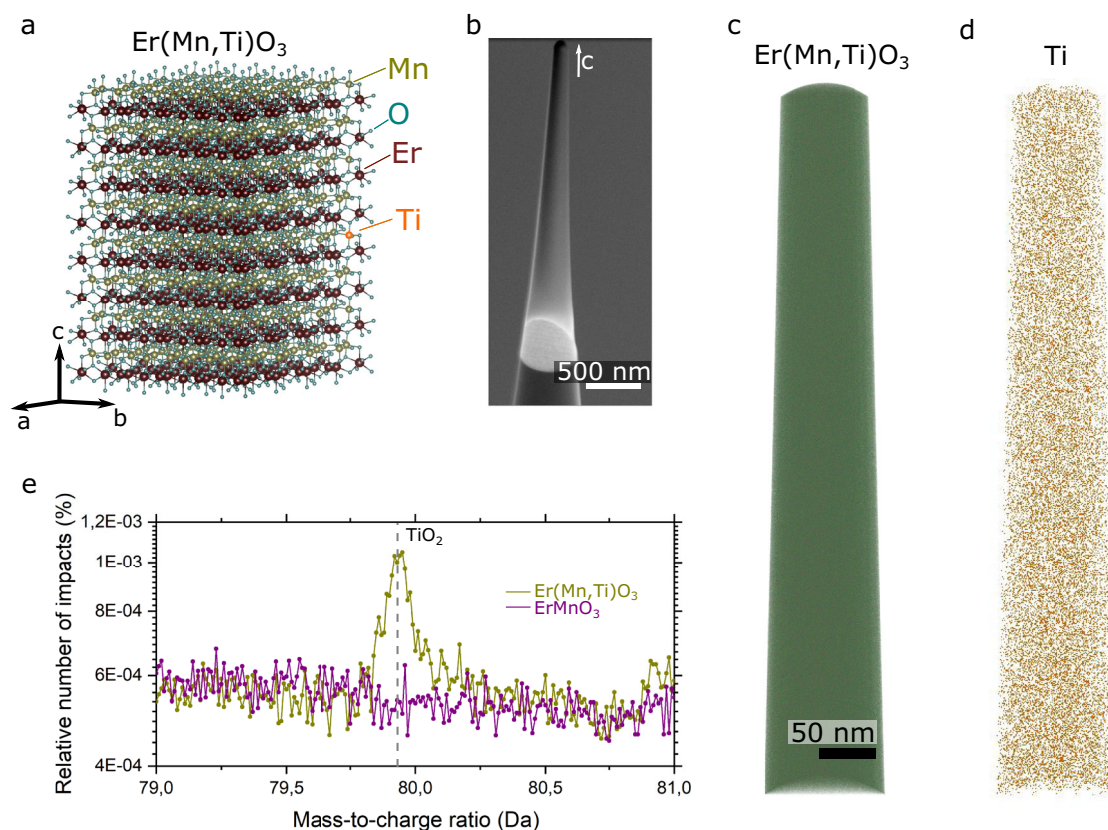 a
Er(Mn,Ti)O₃
Mn
O
Er
Ti
c
a
b
b
c
500 nm
c
Er(Mn,Ti)O₃
50 nm
d
Ti
e
Relative number of impacts (%)
1,2E-03
1E-03
8E-04
6E-04
4E-04
TiO₂
Er(Mn,Ti)O₃
ErMnO₃
79,0
79,5
80,0
80,5
81,0
Mass-to-charge ratio (Da)